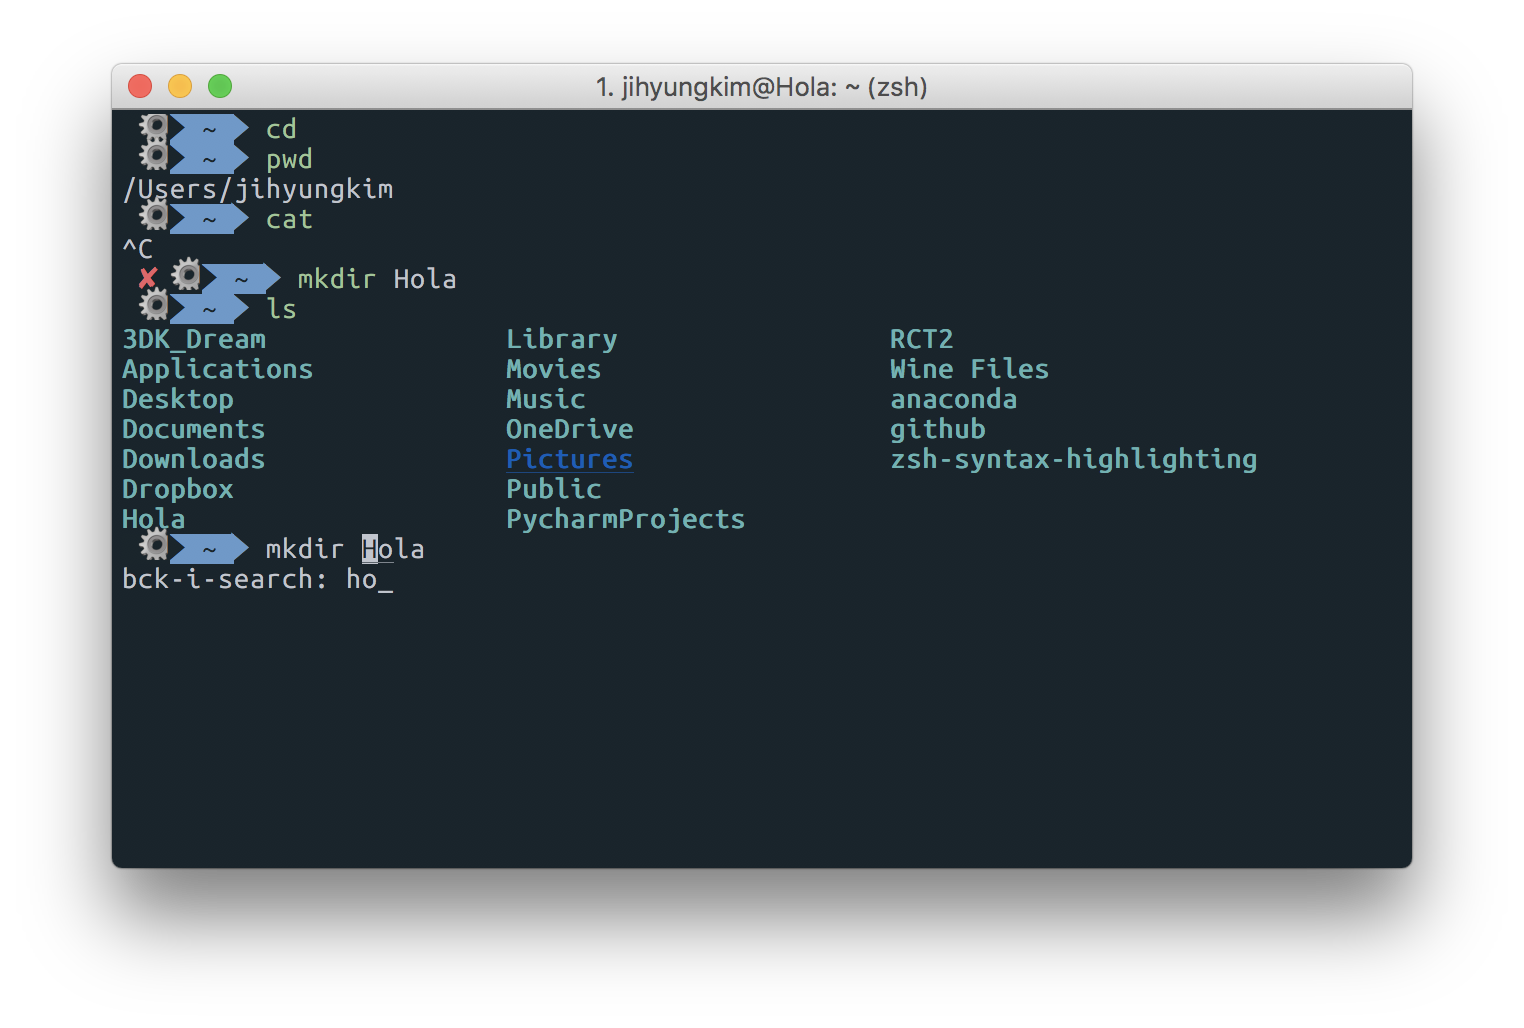 1. jihyungkim@Hola: ~ (zsh)
~ cd
~ pwd
/Users/jihyungkim
~ cat
^C
✘ ~ mkdir Hola
~ ls
3DK_Dream Library RCT2
Applications Movies Wine Files
Desktop Music anaconda
Documents OneDrive github
Downloads Pictures zsh-syntax-highlighting
Dropbox Public
Hola PycharmProjects
~ mkdir Hola
bck-i-search: ho_